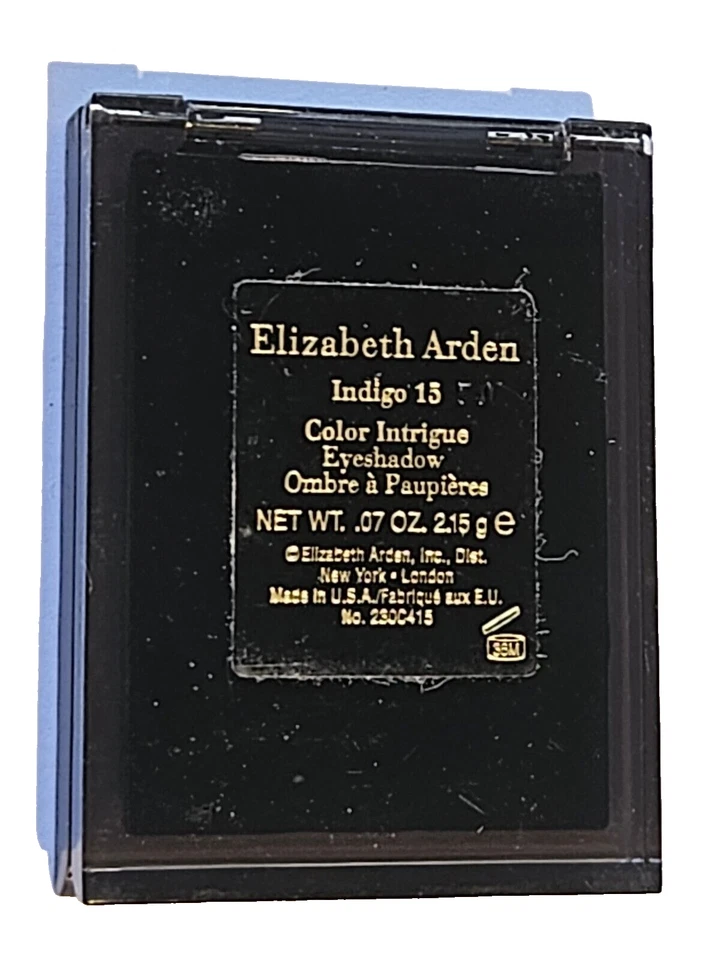 Elizabeth Arden
Indigo 15
Color Intrigue
Eyeshadow
Ombre à Paupières
NET WT. .07 OZ. 2.15 g e
© Elizabeth Arden, Inc., Dist.
New York • London
Made in U.S.A./Fabriqué aux E.U.
No. 230C415
36M